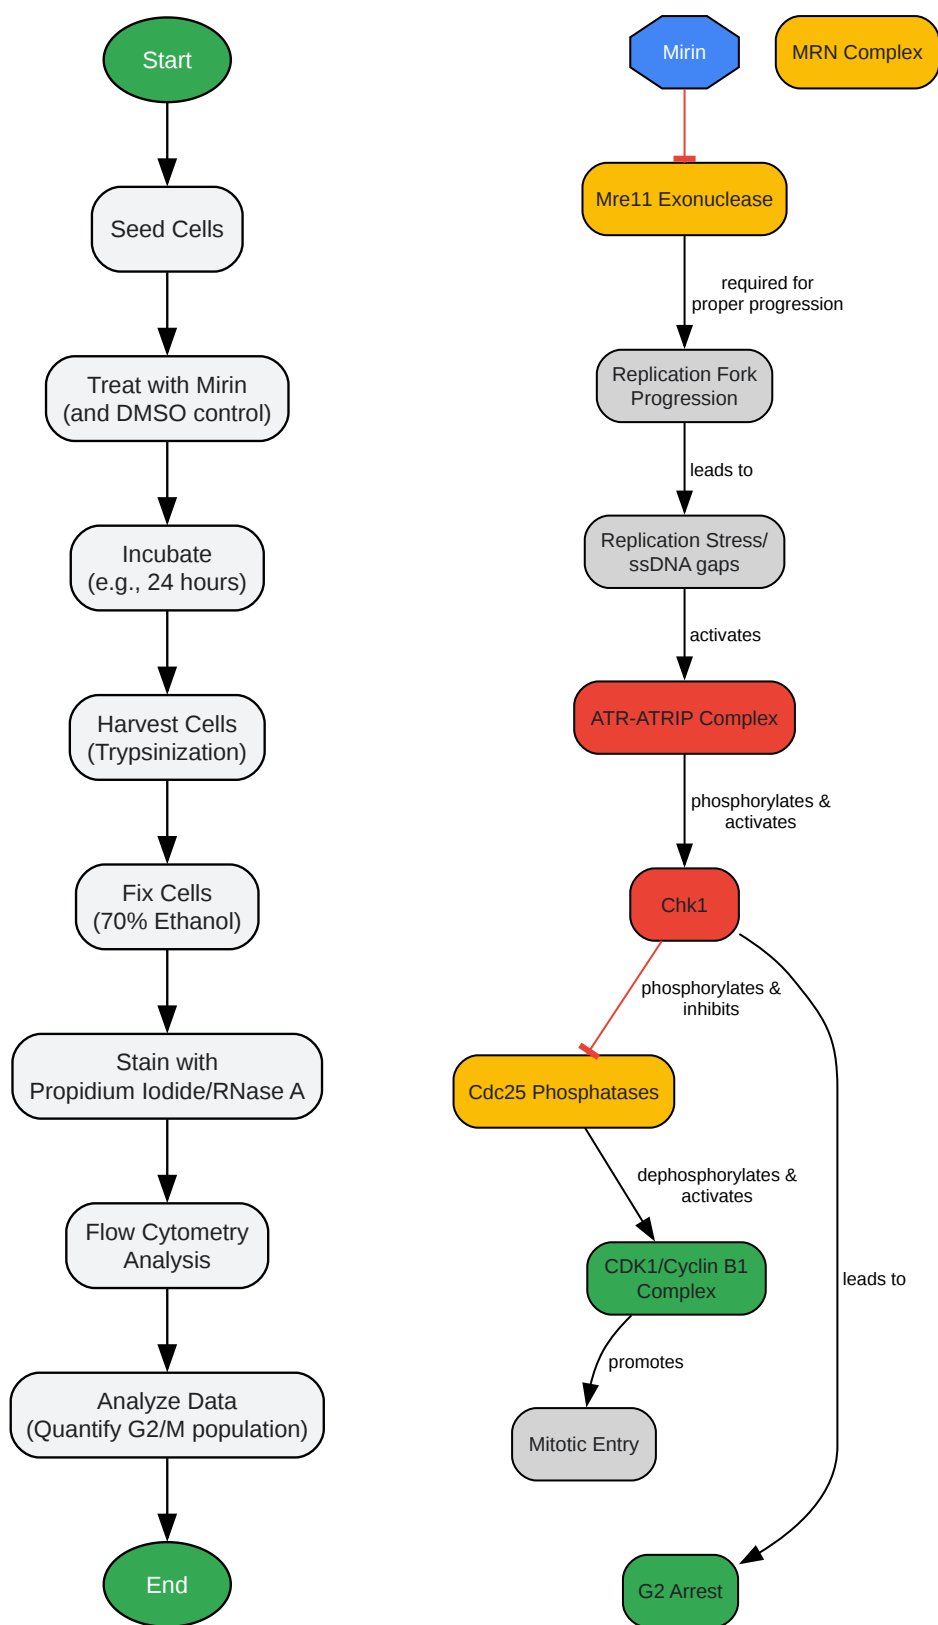 Start
Seed Cells
Treat with Mirin
(and DMSO control)
Incubate
(e.g., 24 hours)
Harvest Cells
(Trypsinization)
Fix Cells
(70% Ethanol)
Stain with
Propidium Iodide/RNase A
Flow Cytometry
Analysis
Analyze Data
(Quantify G2/M population)
End
Mirin
MRN Complex
Mre11 Exonuclease
required for
proper progression
Replication Fork
Progression
leads to
Replication Stress/
ssDNA gaps
activates
ATR-ATRIP Complex
phosphorylates &
activates
Chk1
phosphorylates &
inhibits
Cdc25 Phosphatases
dephosphorylates &
activates
CDK1/Cyclin B1
Complex
leads to
promotes
Mitotic Entry
G2 Arrest